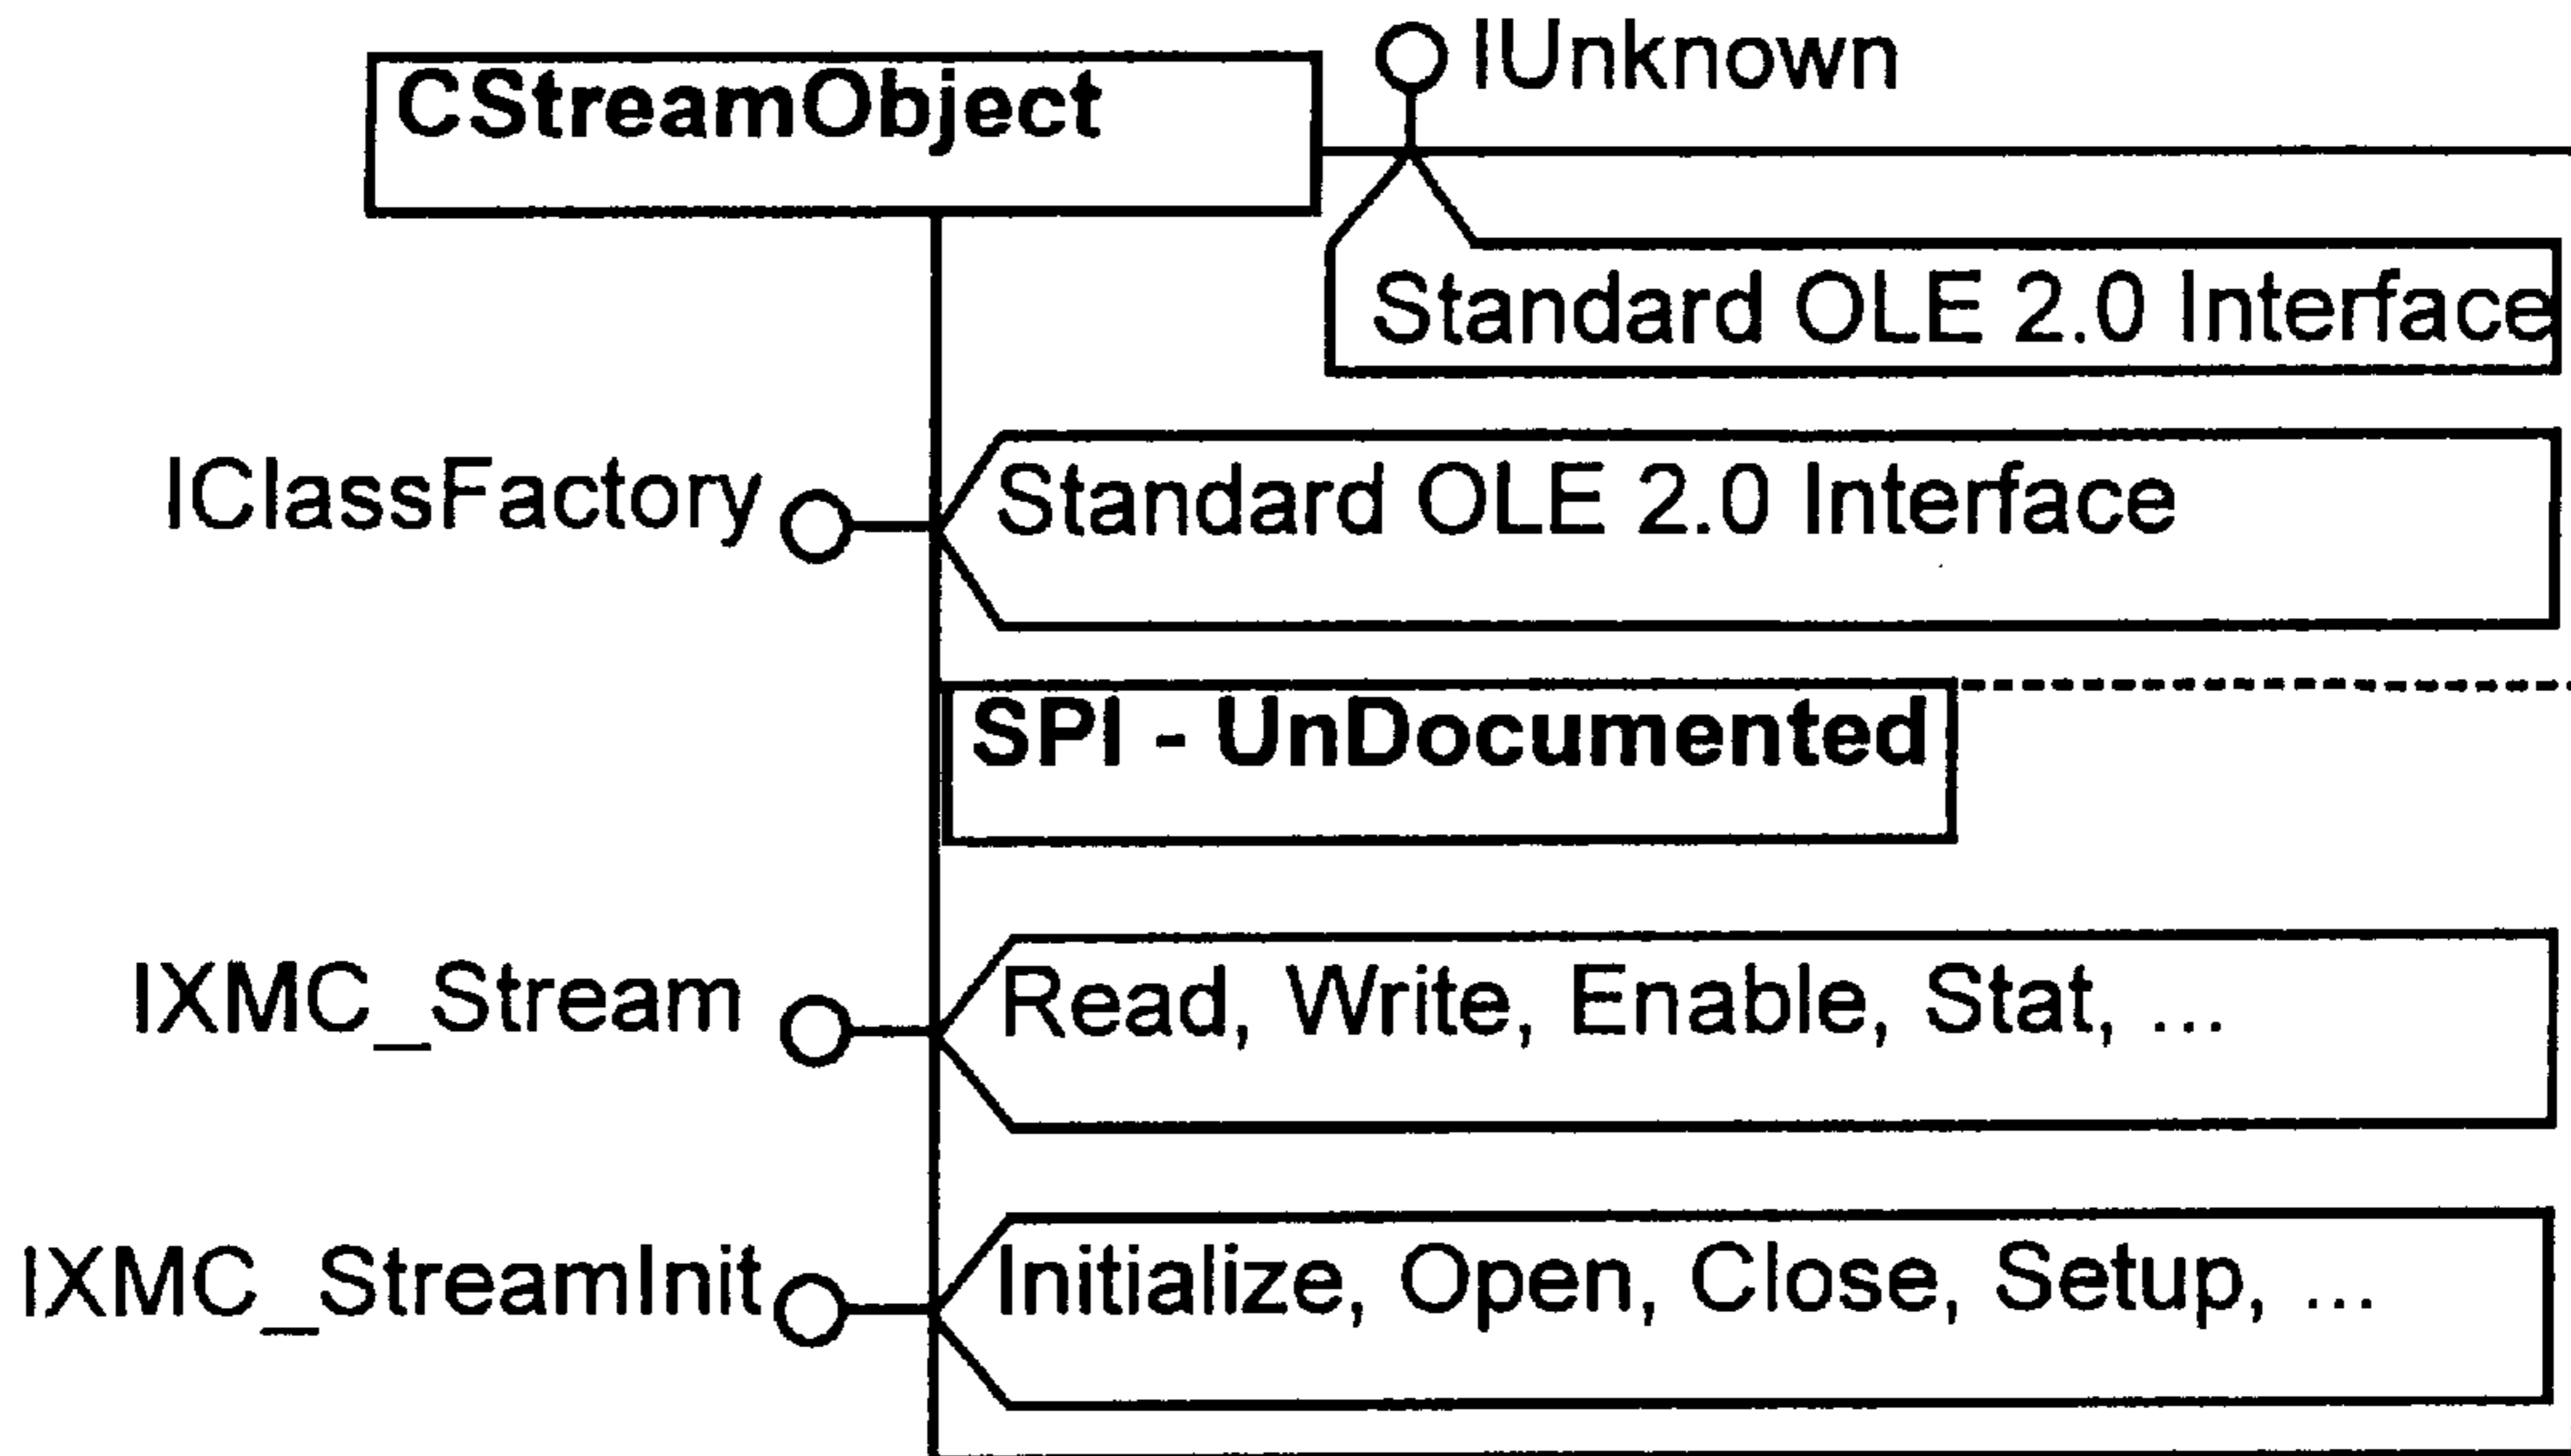 IUnknown
CStreamObject
Standard OLE 2.0 Interface
IClassFactory
Standard OLE 2.0 Interface
SPI - UnDocumented
IXMC_Stream
Read, Write, Enable, Stat, ...
IXMC_StreamInit
Initialize, Open, Close, Setup, ...